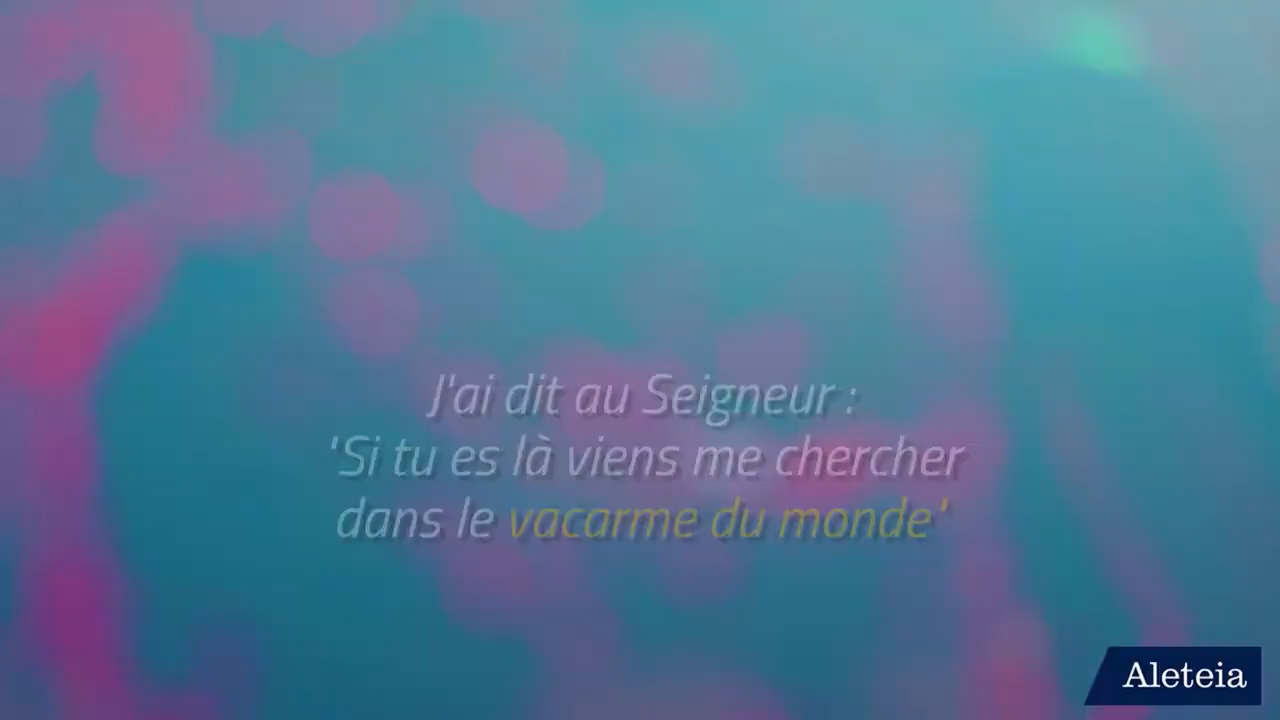 J'ai dit au Seigneur :
'Si tu es là viens me chercher
dans le vacarme du monde'
Aleteia